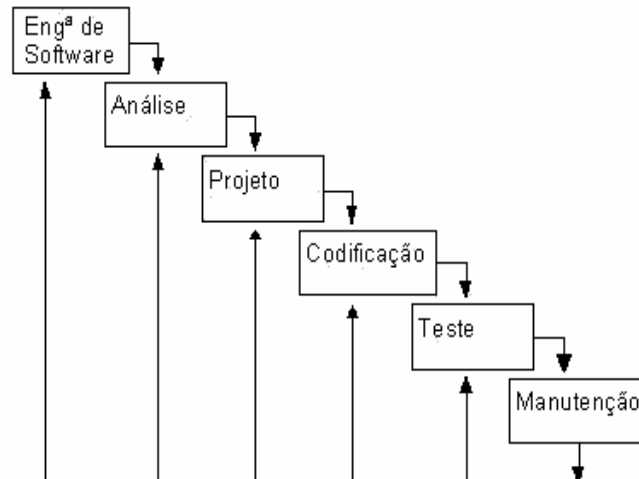 Engª de
Software
Análise
Projeto
Codificação
Teste
Manutenção